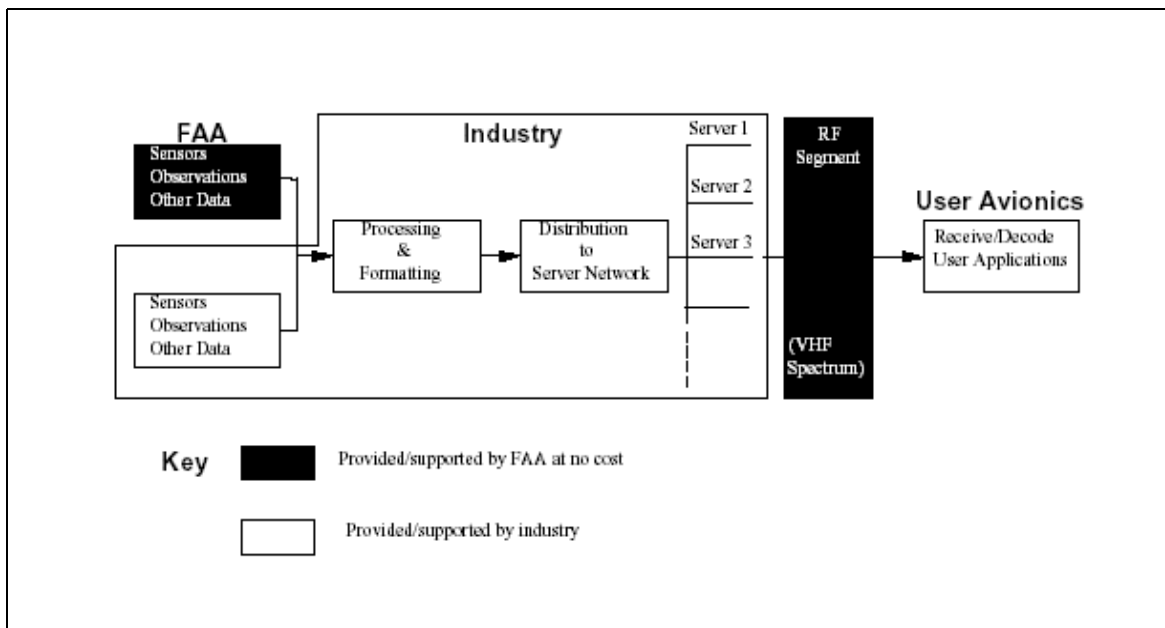 FAA
Sensors
Observations
Other Data
Industry
Processing
&
Formatting
Distribution
to
Server Network
Server 1
Server 2
Server 3
Sensors
Observations
Other Data
RF
Segment
(VHF
Spectrum)
User Avionics
Receive/Decode
User Applications
Key
Provided/supported by FAA at no cost
Provided/supported by industry